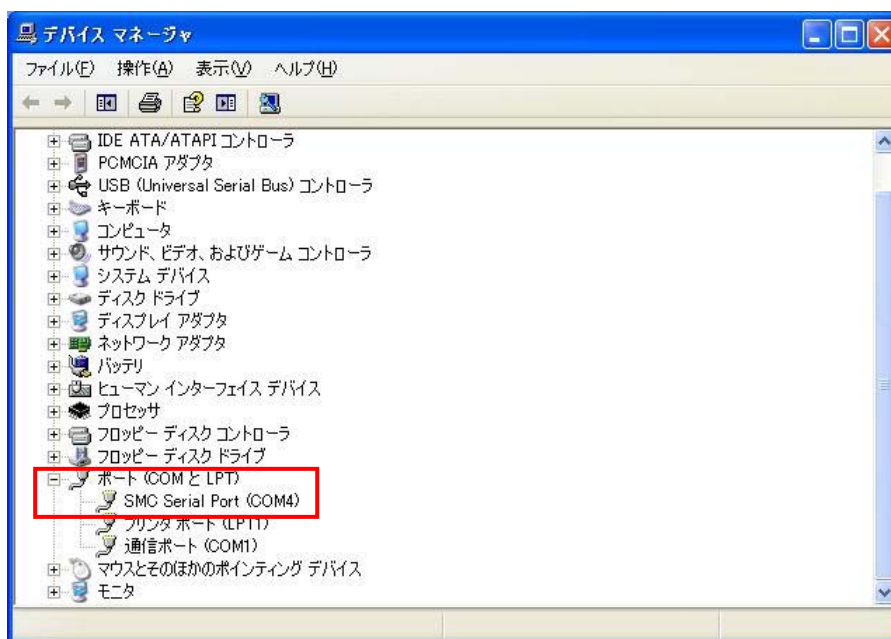 デバイス マネージャ
ファイル(F) 操作(A) 表示(V) ヘルプ(H)
IDE ATA/ATAPI コントローラ
PCMCIA アダプタ
USB (Universal Serial Bus) コントローラ
キーボード
コンピュータ
サウンド、ビデオ、およびゲーム コントローラ
システム デバイス
ディスク ドライブ
ディスプレイ アダプタ
ネットワーク アダプタ
バッテリ
ヒューマン インターフェイス デバイス
プロセッサ
フロッピー ディスク コントローラ
フロッピー ディスク ドライブ
ポート (COM と LPT)
SMC Serial Port (COM4)
プリンタ ポート (LPT1)
通信ポート (COM1)
マウスとそのほかのポインティング デバイス
モニタ